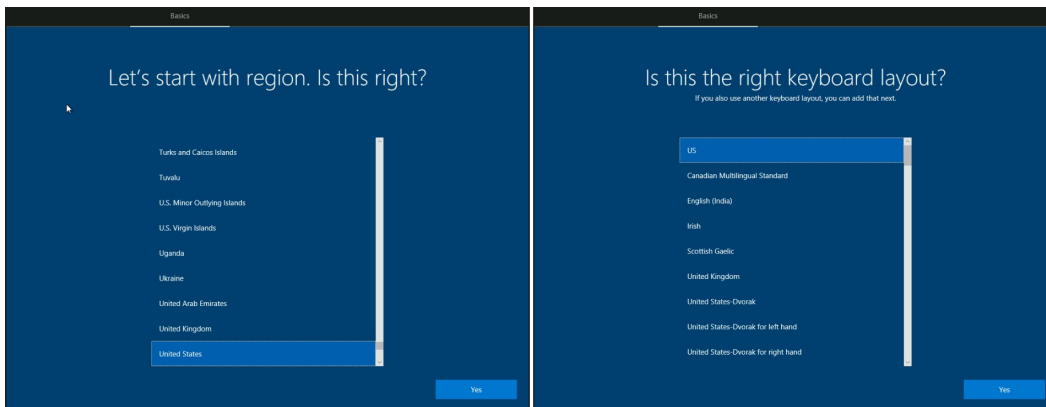 Basics
Let's start with region. Is this right?
Turks and Caicos Islands
Tuvalu
U.S. Minor Outlying Islands
U.S. Virgin Islands
Uganda
Ukraine
United Arab Emirates
United Kingdom
United States
Yes
Basics
Is this the right keyboard layout?
If you also use another keyboard layout, you can add that next.
US
Canadian Multilingual Standard
English (India)
Irish
Scottish Gaelic
United Kingdom
United States-Dvorak
United States-Dvorak for left hand
United States-Dvorak for right hand
Yes